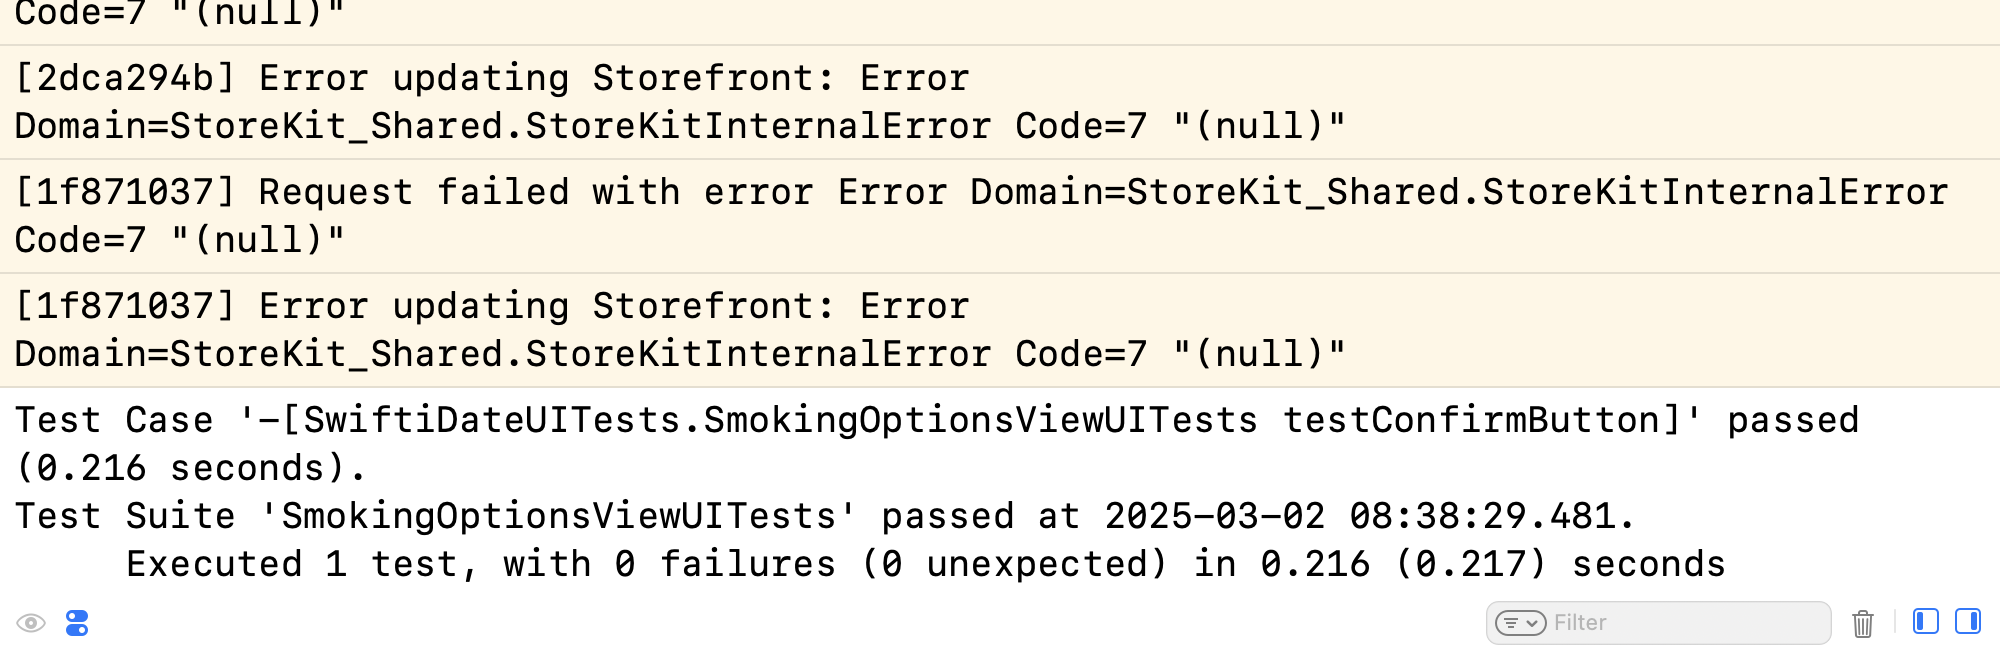 Code=7 "(null)"
[2dca294b] Error updating Storefront: Error
Domain=StoreKit_Shared.StoreKitInternalError Code=7 "(null)"
[1f871037] Request failed with error Error Domain=StoreKit_Shared.StoreKitInternalError
Code=7 "(null)"
[1f871037] Error updating Storefront: Error
Domain=StoreKit_Shared.StoreKitInternalError Code=7 "(null)"
Test Case '-[SwiftiDateUITests.SmokingOptionsViewUITests testConfirmButton]' passed
(0.216 seconds).
Test Suite 'SmokingOptionsViewUITests' passed at 2025-03-02 08:38:29.481.
Executed 1 test, with 0 failures (0 unexpected) in 0.216 (0.217) seconds
Filter